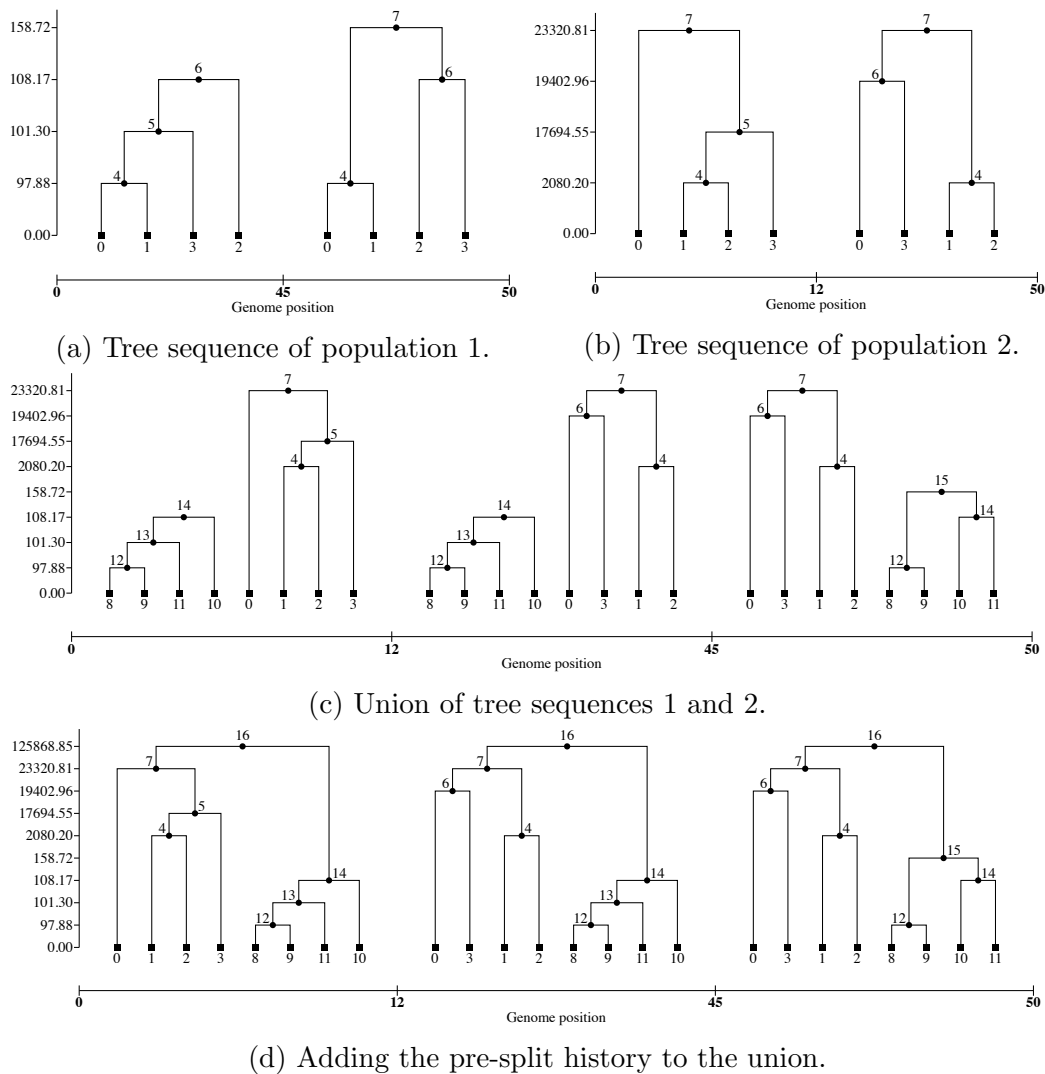 7
158.72
6
108.17
6
5
101.30
4
4
97.88
0.00
0 1 3 2 0 1 2 3
0 45 50
Genome position
(a) Tree sequence of population 1.
7 7
23320.81
6
19402.96
5
17694.55
4 4
2080.20
0.00
0 1 2 3 0 3 1 2
0 12 50
Genome position
(b) Tree sequence of population 2.
7 7 7
23320.81
6 6
19402.96
5
17694.55
4 4 4
2080.20
15
158.72
14 14 14
108.17
13 13
101.30
12 12 12
97.88
0.00
8 9 11 10 0 1 2 3 8 9 11 10 0 3 1 2 0 3 1 2 8 9 10 11
0 12 45 50
Genome position
(c) Union of tree sequences 1 and 2.
16 16 16
125868.85
7 7 7
23320.81
6 6
19402.96
5
17694.55
4 4 4
2080.20
15
158.72
14 14 14
108.17
13 13
101.30
12 12 12
97.88
0.00
0 1 2 3 8 9 11 10 0 3 1 2 8 9 11 10 0 3 1 2 8 9 10 11
0 12 45 50
Genome position
(d) Adding the pre-split history to the union.